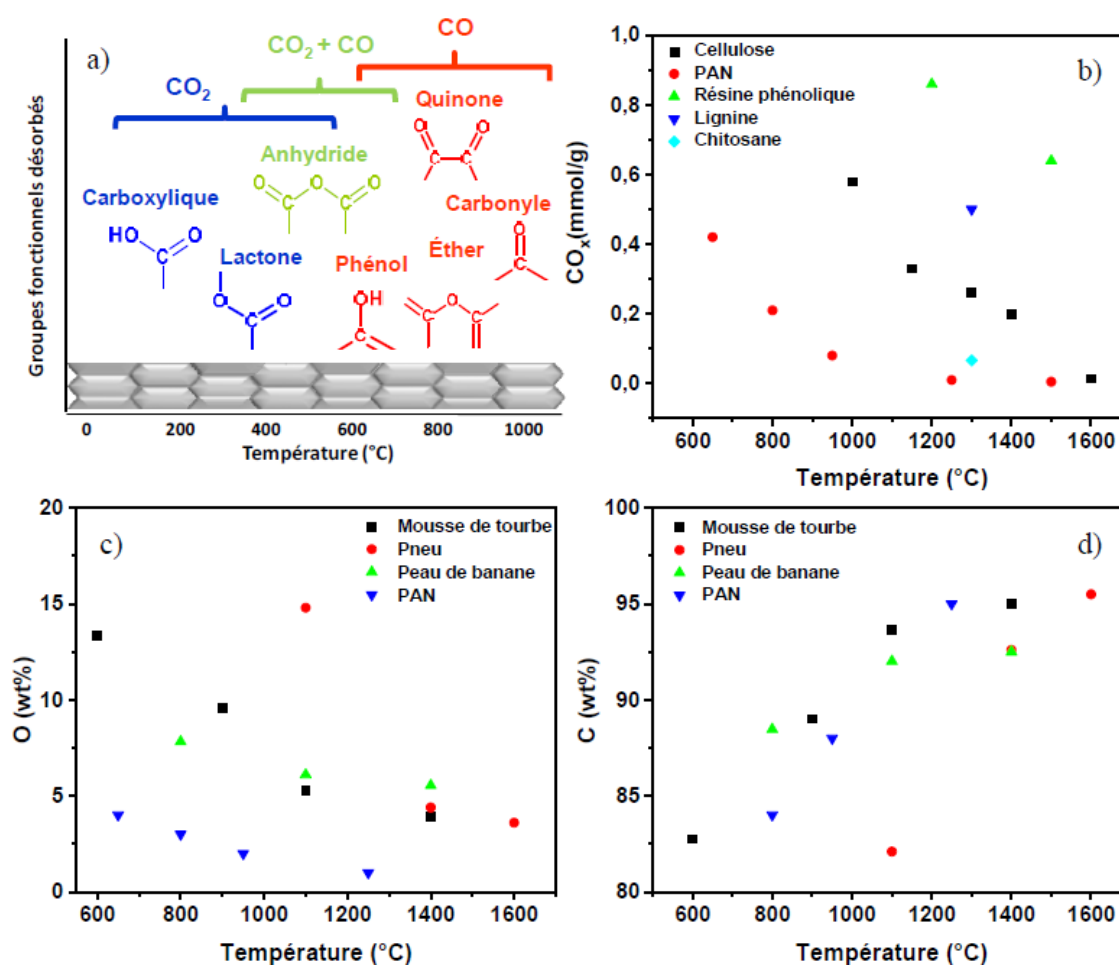 a)
CO
CO₂ + CO
CO₂
Quinone
O O
C C
Anhydride
O O O
C C
Carboxylique
HO O
C
Carbonyle
O
C
Lactone
O O
C
Phénol
OH
C
Éther
O
C C
Groupes fonctionnels désorbés
0 200 400 600 800 1000
Température (°C)
b)
Cellulose
PAN
Résine phénolique
Lignine
Chitosane
1,0
0,8
0,6
0,4
0,2
0,0
COₓ(mmol/g)
600 800 1000 1200 1400 1600
Température (°C)
c)
Mousse de tourbe
Pneu
Peau de banane
PAN
20
15
10
5
0
O (wt%)
600 800 1000 1200 1400 1600
Température (°C)
d)
Mousse de tourbe
Pneu
Peau de banane
PAN
100
95
90
85
80
C (wt%)
600 800 1000 1200 1400 1600
Température (°C)